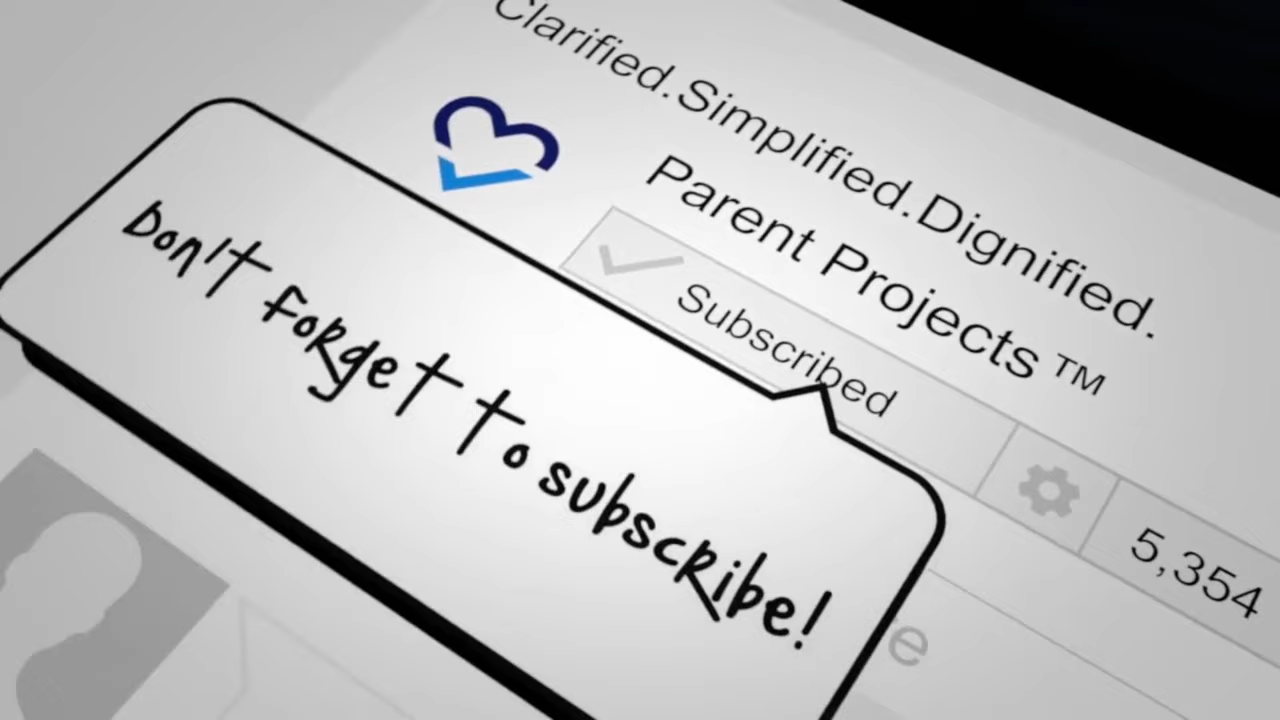 Clarified.Simplified.Dignified.
Parent Projects ™
Subscribed
5,354
Don't forget to subscribe!
e